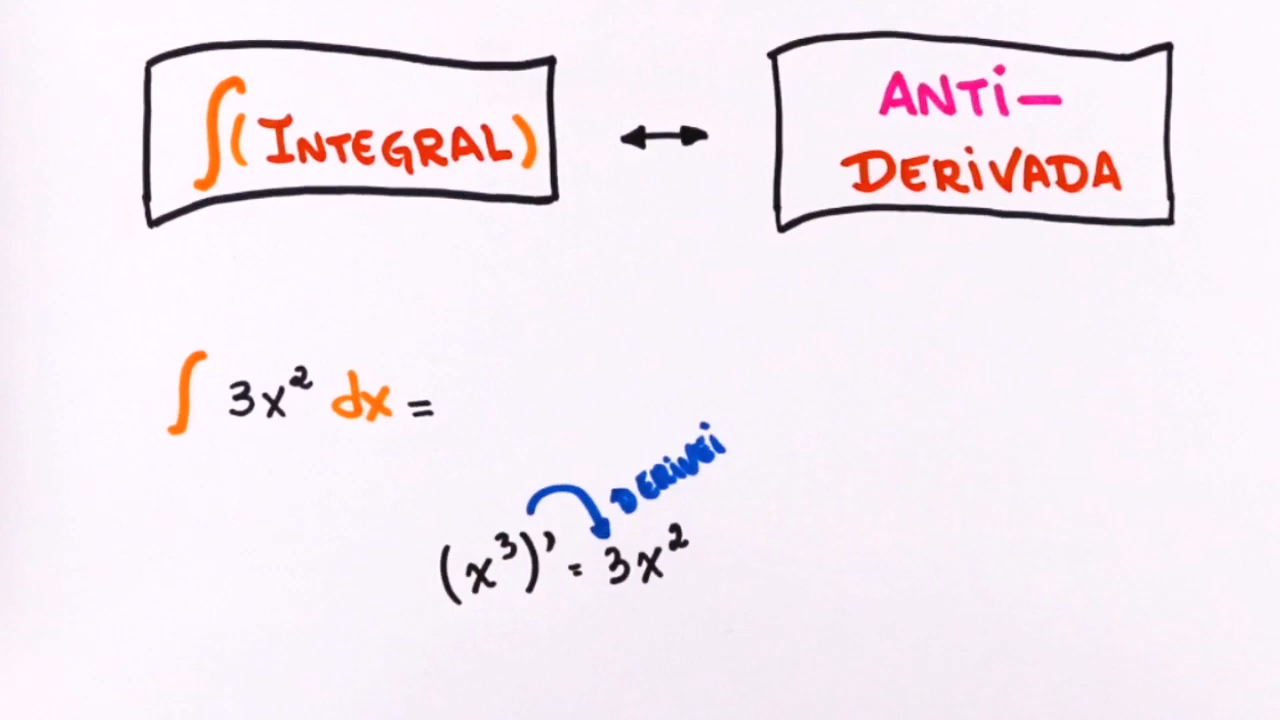 ∫(INTEGRAL) ↔ ANTI-
DERIVADA
∫ 3x² dx =
DERIVEI
(x³)' = 3x²